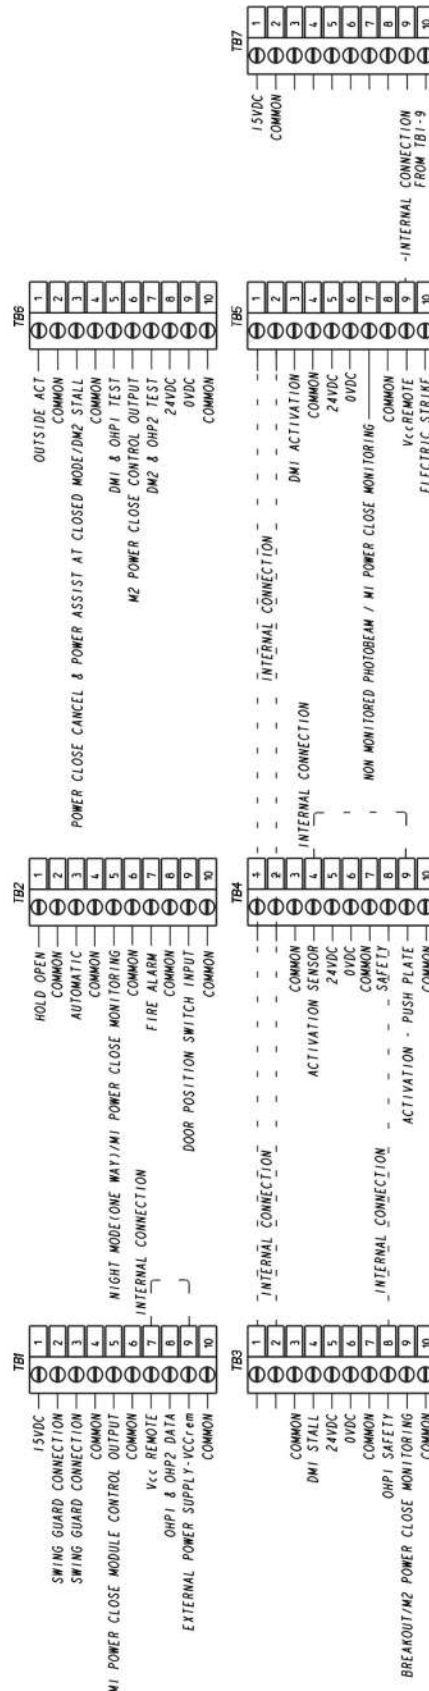 TB1
1 15VDC
2 SWING GUARD CONNECTION
3 SWING GUARD CONNECTION
4 COMMON
5 MI POWER CLOSE MODULE CONTROL OUTPUT
6 COMMON
7 Vcc REMOTE
8 OHP1 & OHP2 DATA
9 EXTERNAL POWER SUPPLY-VCCrem
10 COMMON
INTERNAL CONNECTION
TB2
1 HOLD OPEN
2 COMMON
3 AUTOMATIC
4 COMMON
5 NIGHT MODE(ONE WAY)/MI POWER CLOSE MONITORING
6 COMMON
7 FIRE ALARM
8 COMMON
9 DOOR POSITION SWITCH INPUT
10 COMMON
TB6
1 OUTSIDE ACT
2 COMMON
3 POWER CLOSE CANCEL & POWER ASSIST AT CLOSED MODE/DM2 STALL
4 COMMON
5 DMI & OHPI TEST
6 M2 POWER CLOSE CONTROL OUTPUT
7 DM2 & OHP2 TEST
8 24VDC
9 0VDC
10 COMMON
TB3
1
2
3 COMMON
4 DMI STALL
5 24VDC
6 0VDC
7 COMMON
8 OHPI SAFETY
9 BREAKOUT/M2 POWER CLOSE MONITORING
10 COMMON
INTERNAL CONNECTION
INTERNAL CONNECTION
TB4
1
2
3 COMMON
4 ACTIVATION SENSOR
5 24VDC
6 0VDC
7 COMMON
8 SAFETY
9 ACTIVATION - PUSH PLATE
10 COMMON
INTERNAL CONNECTION
INTERNAL CONNECTION
TB5
1
2
3 DMI ACTIVATION
4 COMMON
5 24VDC
6 0VDC
7 NON MONITORED PHOTOBEAM / MI POWER CLOSE MONITORING
8 COMMON
9 VccREMOTE
10 ELECTRIC STRIKE
-INTERNAL CONNECTION
FROM TB1-9
TB7
1 15VDC
2 COMMON
3
4
5
6
7
8
9
10